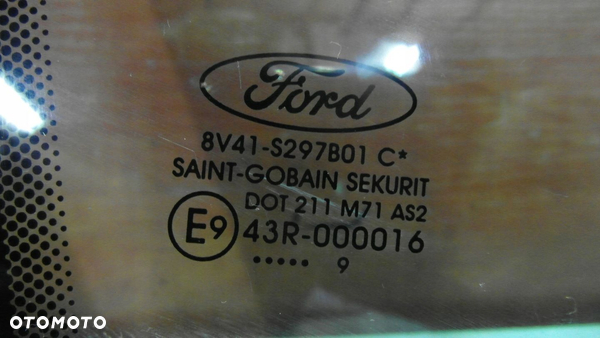 Ford
8V41-S297B01 C*
SAINT-GOBAIN SEKURIT
DOT 211 M71 AS2
E9 43R-000016
..... 9
OTOMOTO